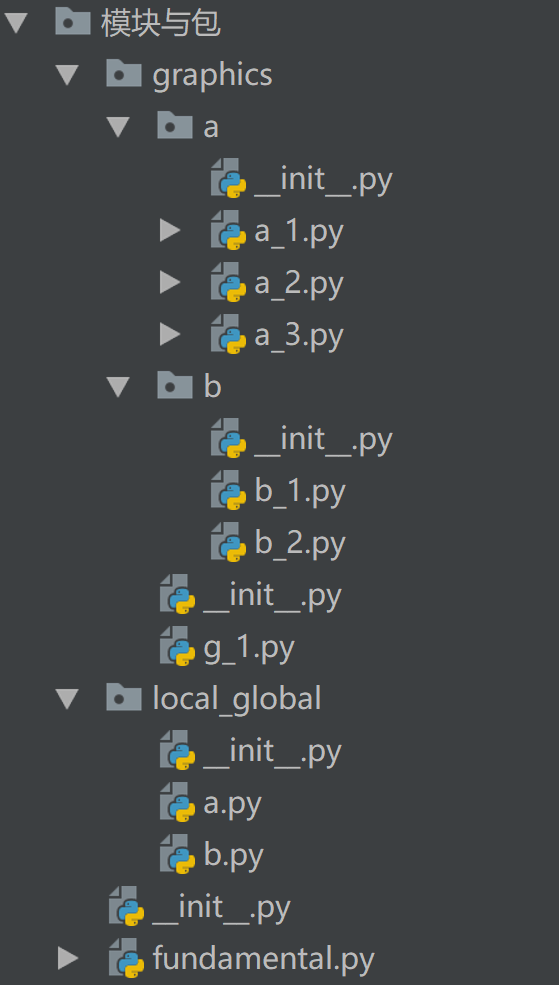 模块与包
graphics
a
__init__.py
a_1.py
a_2.py
a_3.py
b
__init__.py
b_1.py
b_2.py
__init__.py
g_1.py
local_global
__init__.py
a.py
b.py
__init__.py
fundamental.py